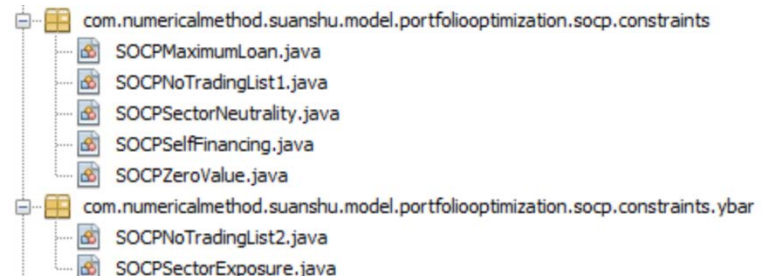 com.numericalmethod.suanshu.model.portfoliooptimization.socp.constraints
SOCPMaximumLoan.java
SOCPNoTradingList1.java
SOCPSectorNeutrality.java
SOCPSelfFinancing.java
SOCPZeroValue.java
com.numericalmethod.suanshu.model.portfoliooptimization.socp.constraints.ybar
SOCPNoTradingList2.java
SOCPSectorExposure.java